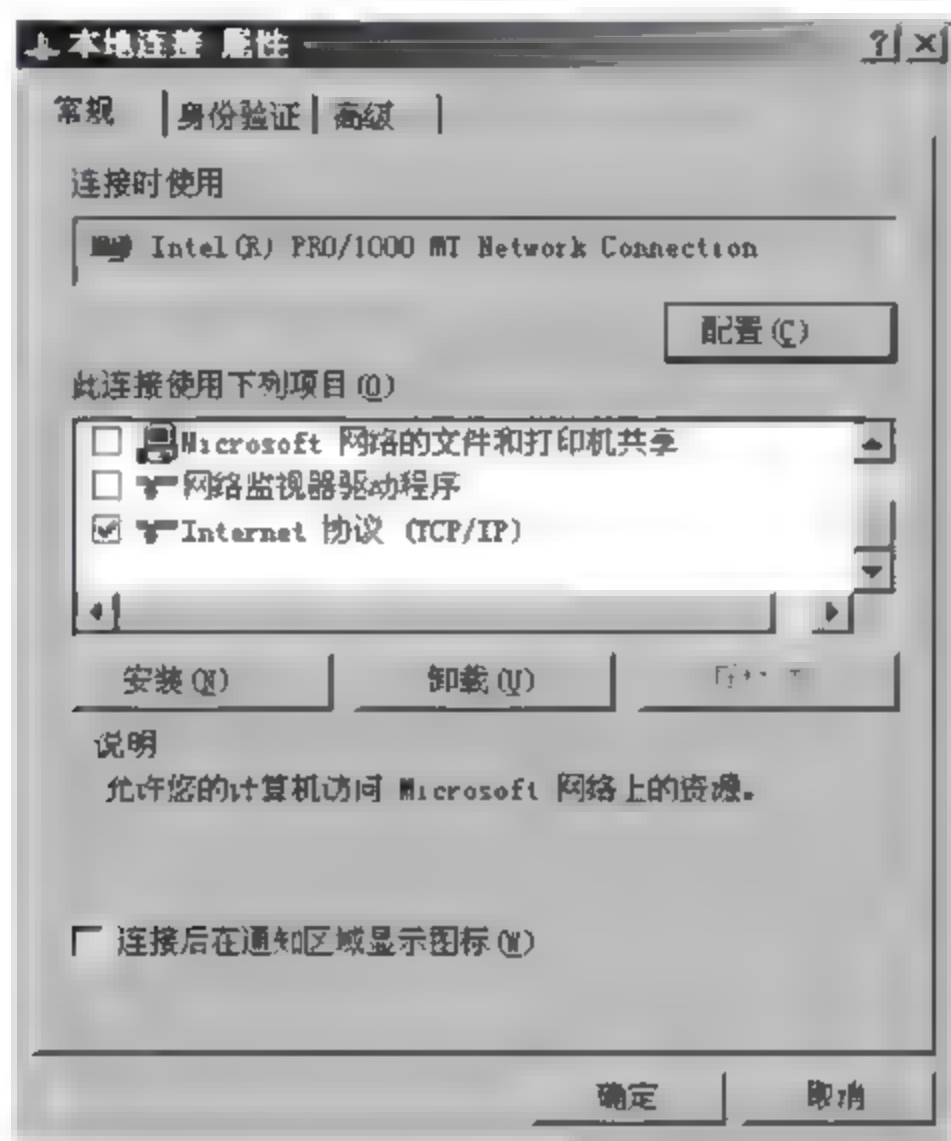 本地连接 属性
常规 身份验证 高级
连接时使用
Intel(R) PRO/1000 MT Network Connection
配置(C)
此连接使用下列项目(O)
Microsoft 网络的文件和打印机共享
网络监视器驱动程序
Internet 协议 (TCP/IP)
安装(N) 卸载(U)
说明
允许您的计算机访问 Microsoft 网络上的资源。
连接后在通知区域显示图标(W)
确定 取消